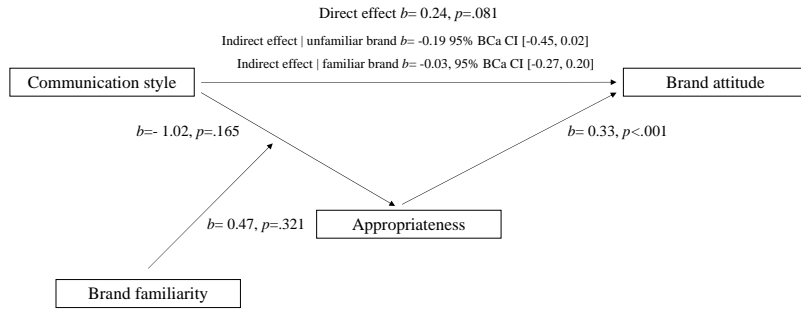 Direct effect b= 0.24, p=.081
Indirect effect | unfamiliar brand b= -0.19 95% BCa CI [-0.45, 0.02]
Indirect effect | familiar brand b= -0.03, 95% BCa CI [-0.27, 0.20]
Communication style
Brand attitude
b=- 1.02, p=.165
b= 0.33, p<.001
b= 0.47, p=.321
Appropriateness
Brand familiarity